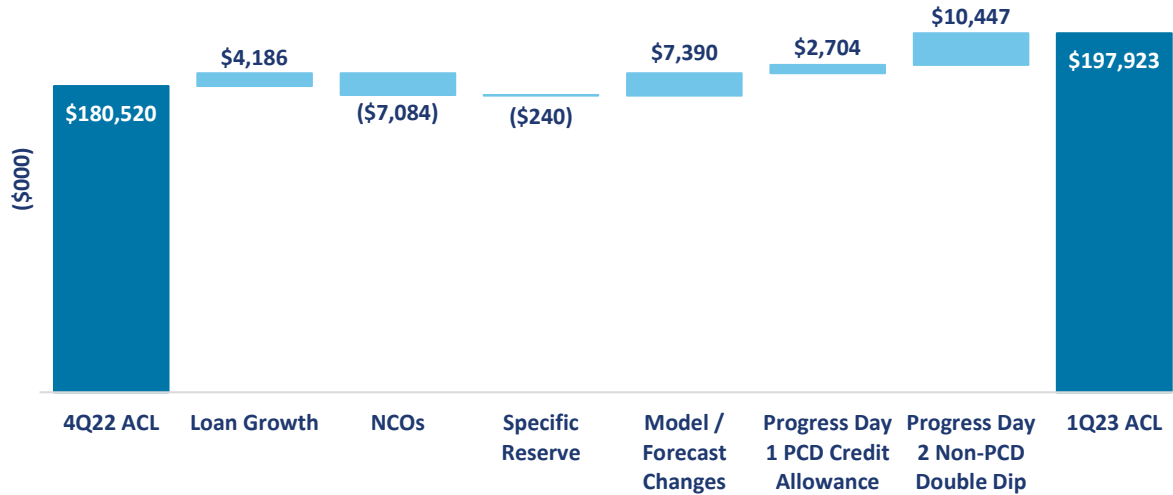 $10,447
$4,186
$7,390
$2,704
$197,923
$180,520
($7,084)
($240)
($000)
4Q22 ACL
Loan Growth
NCOs
Specific
Reserve
Model /
Forecast
Changes
Progress Day
1 PCD Credit
Allowance
Progress Day
2 Non-PCD
Double Dip
1Q23 ACL